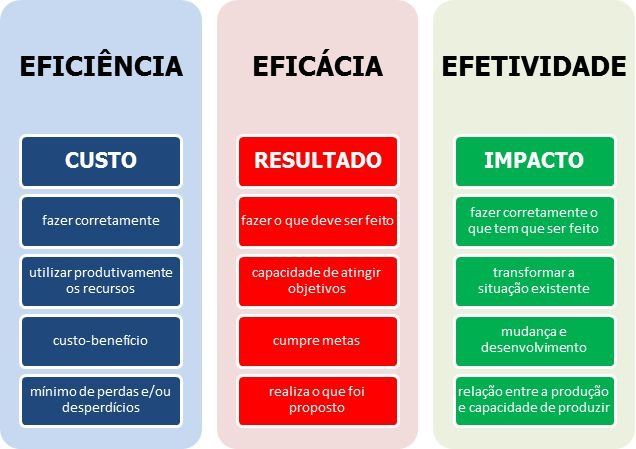 EFICIÊNCIA
CUSTO
fazer corretamente
utilizar produtivamente
os recursos
custo-benefício
mínimo de perdas e/ou
desperdícios
EFICÁCIA
RESULTADO
fazer o que deve ser feito
capacidade de atingir
objetivos
cumpre metas
realiza o que foi
proposto
EFETIVIDADE
IMPACTO
fazer corretamente o
que tem que ser feito
transformar a
situação existente
mudança e
desenvolvimento
relação entre a produção
e capacidade de produzir